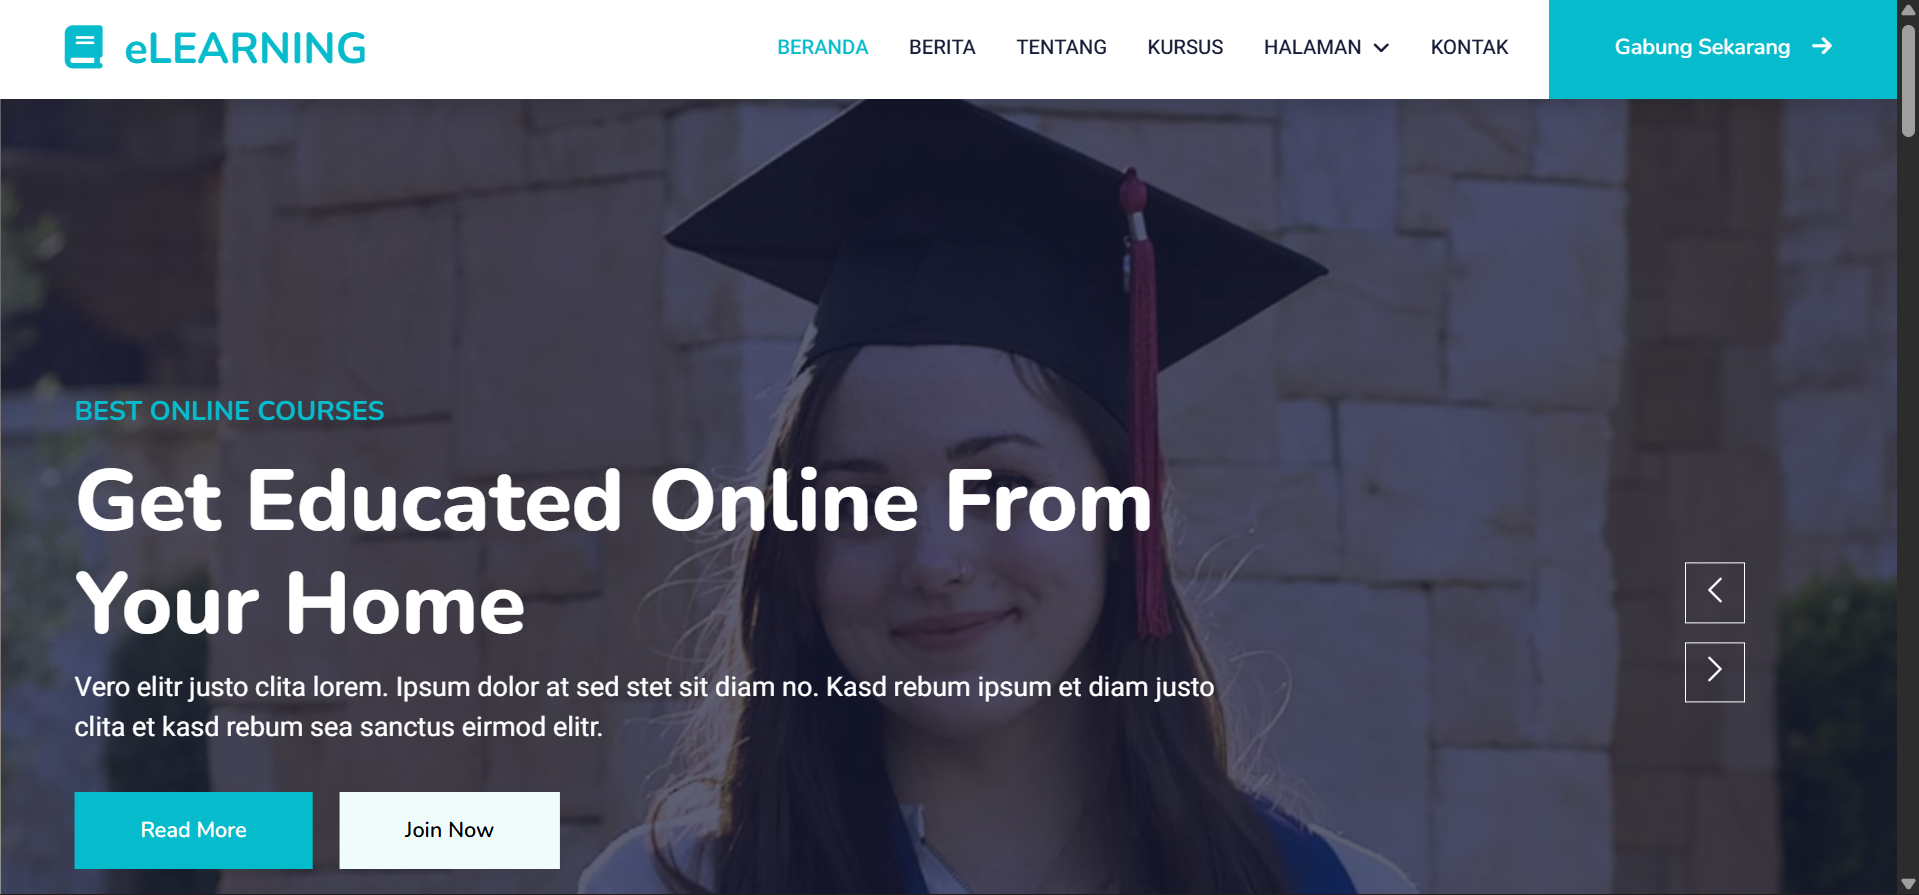 eLEARNING
BERANDA
BERITA
TENTANG
KURSUS
HALAMAN
KONTAK
Gabung Sekarang
BEST ONLINE COURSES
Get Educated Online From
Your Home
Vero elitr justo clita lorem. Ipsum dolor at sed stet sit diam no. Kasd rebum ipsum et diam justo
clita et kasd rebum sea sanctus eirmod elitr.
Read More
Join Now